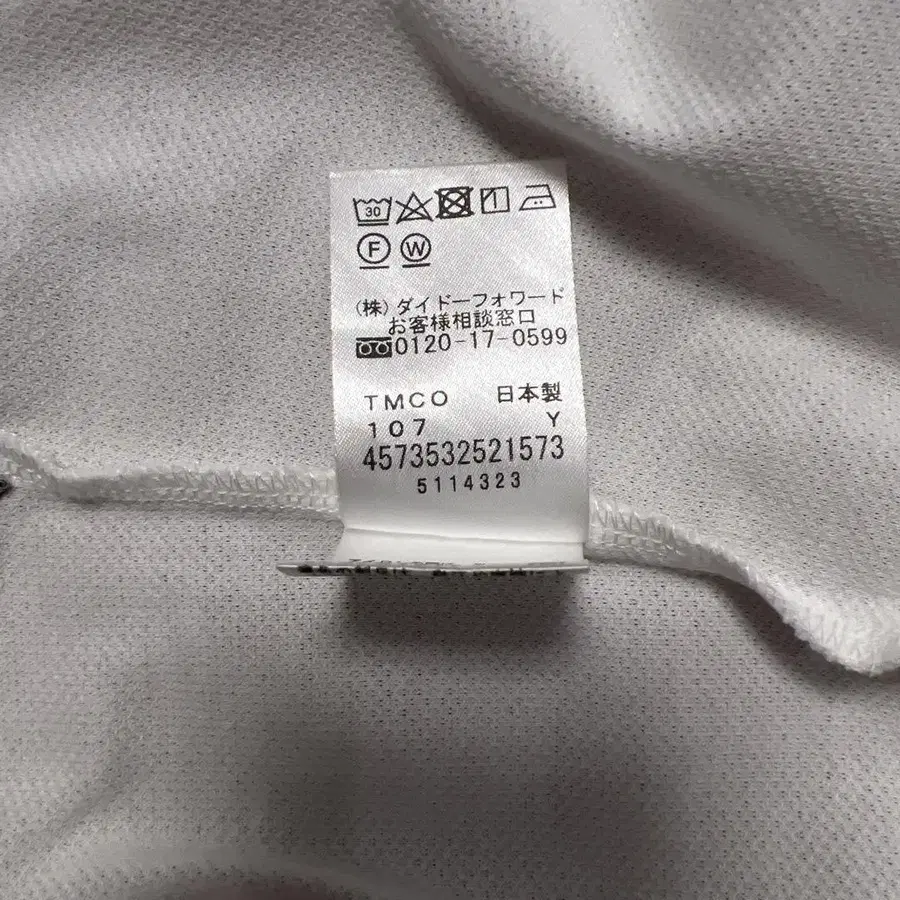 30
F W
(株)ダイドーフォワード
お客様相談窓口
0120-17-0599
TMCO 日本製
107 Y
4573532521573
5114323